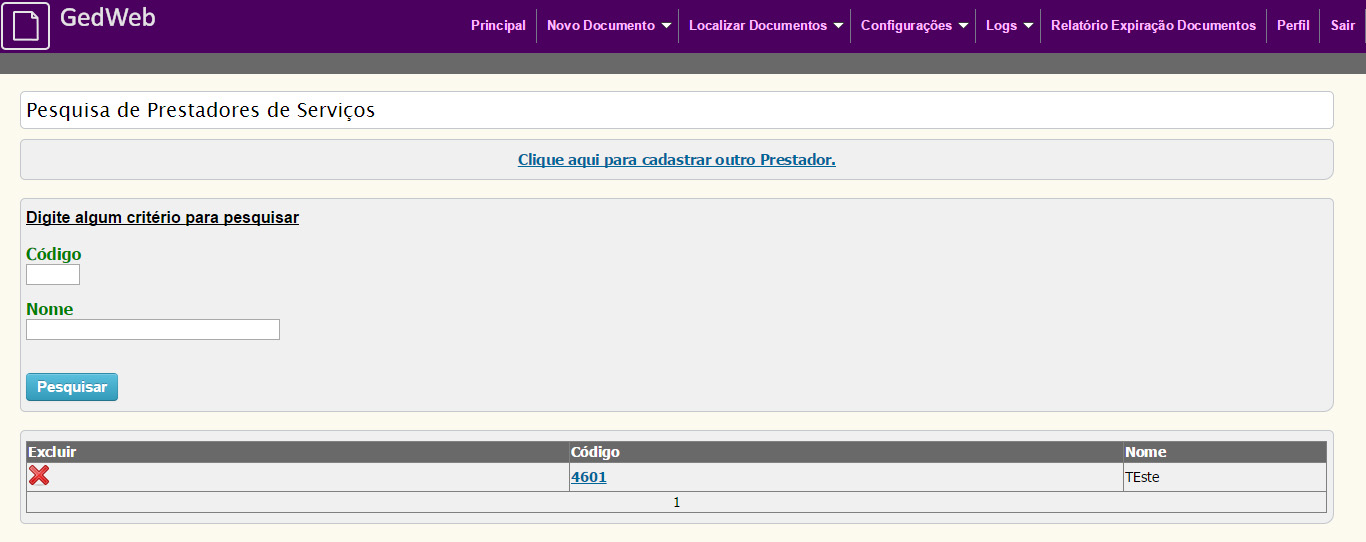 GedWeb
Principal Novo Documento Localizar Documentos Configurações Logs Relatório Expiração Documentos Perfil Sair
Pesquisa de Prestadores de Serviços
Clique aqui para cadastrar outro Prestador.
Digite algum critério para pesquisar
Código
Nome
Pesquisar
Excluir Código Nome
4601 TEste
1